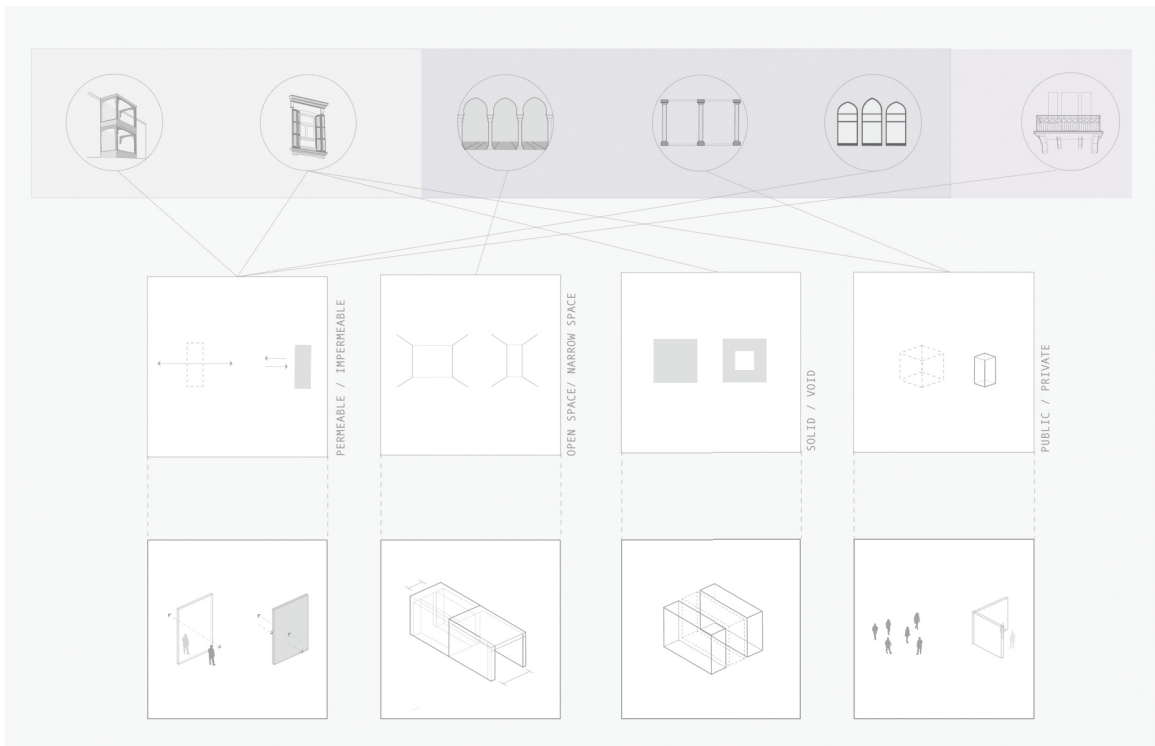 PERMEABLE / IMPERMEABLE
OPEN SPACE/ NARROW SPACE
SOLID / VOID
PUBLIC / PRIVATE